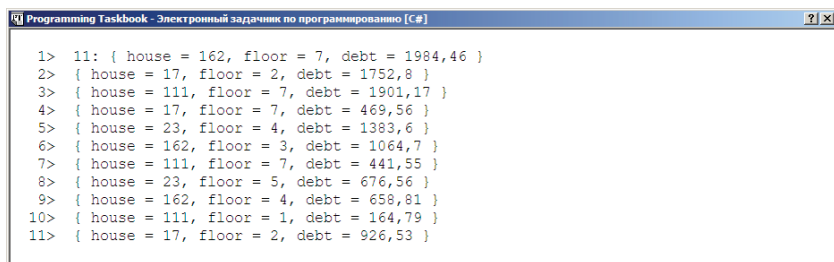 Programming Taskbook - Электронный задачник по программированию [C#]
1> 11: { house = 162, floor = 7, debt = 1984,46 }
2> { house = 17, floor = 2, debt = 1752,8 }
3> { house = 111, floor = 7, debt = 1901,17 }
4> { house = 17, floor = 7, debt = 469,56 }
5> { house = 23, floor = 4, debt = 1383,6 }
6> { house = 162, floor = 3, debt = 1064,7 }
7> { house = 111, floor = 7, debt = 441,55 }
8> { house = 23, floor = 5, debt = 676,56 }
9> { house = 162, floor = 4, debt = 658,81 }
10> { house = 111, floor = 1, debt = 164,79 }
11> { house = 17, floor = 2, debt = 926,53 }